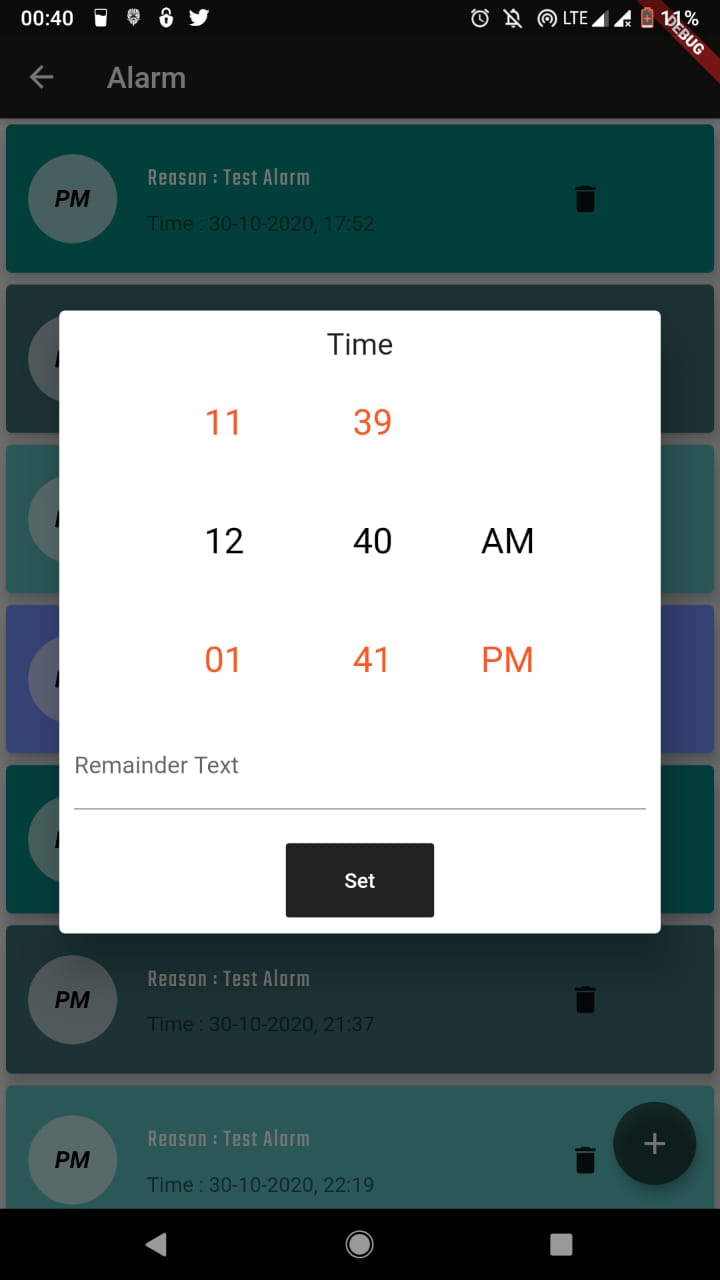 00:40 LTE 11%
DEBUG
Alarm
PM
Reason : Test Alarm
Time : 30-10-2020, 17:52
Time
11 39
12 40 AM
01 41 PM
Remainder Text
Set
PM
Reason : Test Alarm
Time : 30-10-2020, 21:37
PM
Reason : Test Alarm
Time : 30-10-2020, 22:19